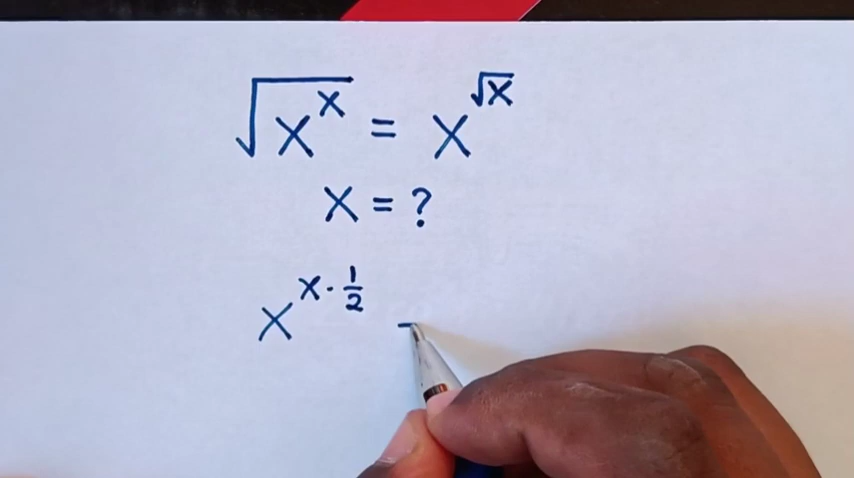 √(x^x) = x^√x
x = ?
x^(x · 1/2) -